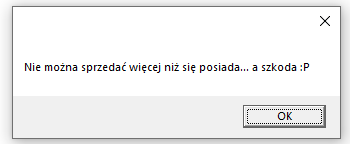 Nie można sprzedać więcej niż się posiada... a szkoda :P
OK